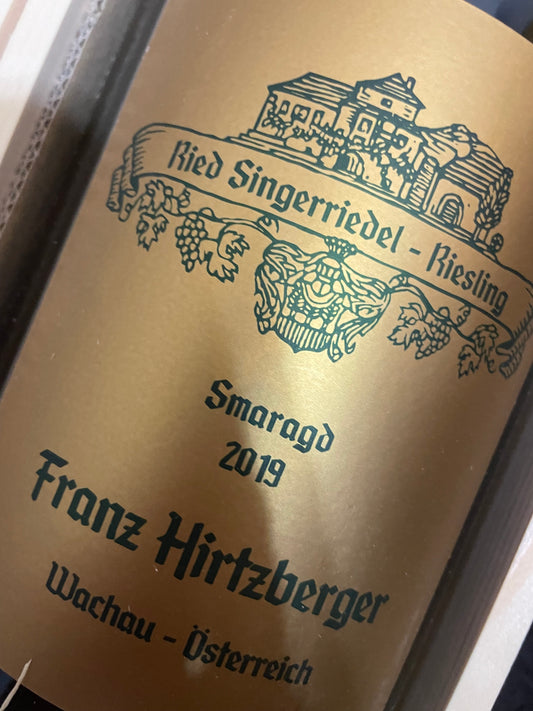 Ried Singerriedel - Riesling
Smaragd
2019
Franz Hirtzberger
Wachau - Österreich